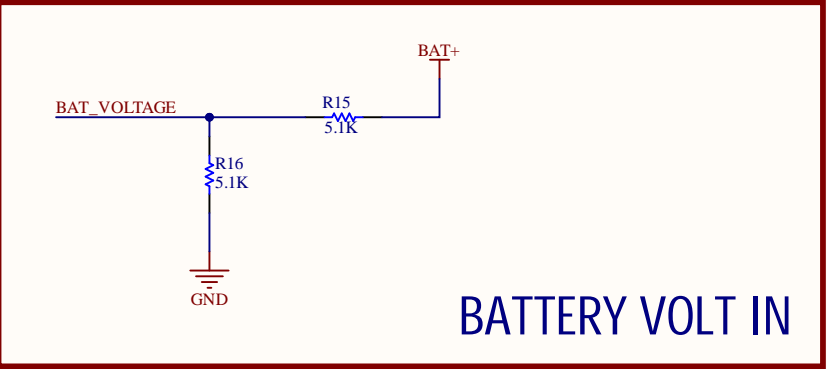 BAT+
BAT_VOLTAGE
R15
5.1K
R16
5.1K
GND
BATTERY VOLT IN